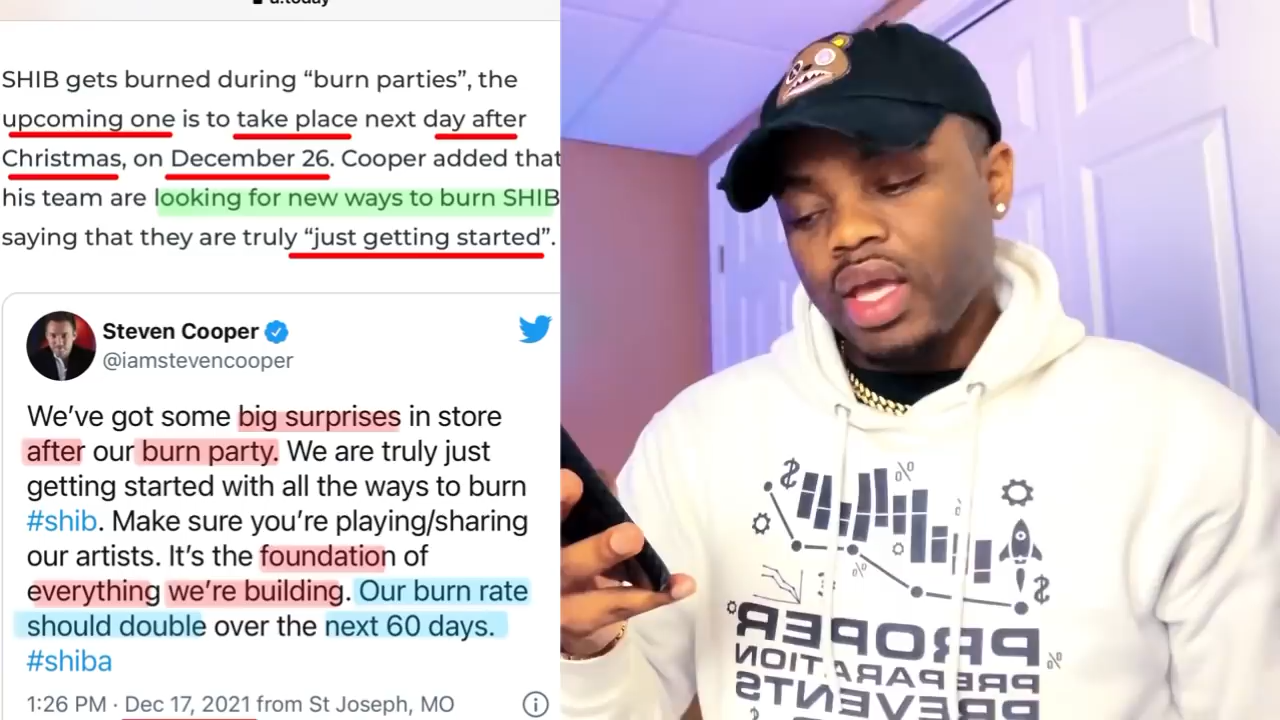 u.today
SHIB gets burned during “burn parties”, the
upcoming one is to take place next day after
Christmas, on December 26. Cooper added that
his team are looking for new ways to burn SHIB
saying that they are truly “just getting started”.
Steven Cooper
@iamstevencooper
We’ve got some big surprises in store
after our burn party. We are truly just
getting started with all the ways to burn
#shib. Make sure you’re playing/sharing
our artists. It’s the foundation of
everything we’re building. Our burn rate
should double over the next 60 days.
#shiba
1:26 PM · Dec 17, 2021 from St Joseph, MO
$ %
% $
PROPER %
PREPARATION
PREVENTS